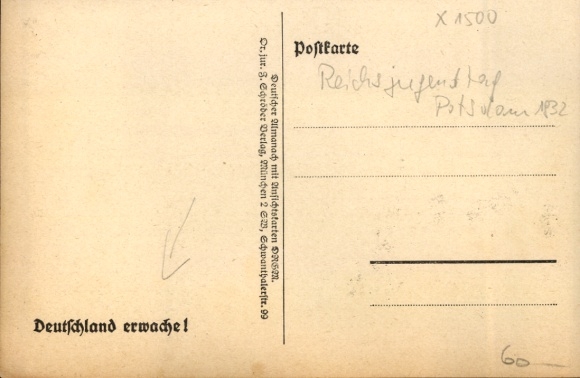 x 1500
Postkarte
Reichsjugendtag
Potsdam 1932
Deutscher Almanach mit Ansichtskarten DRGM.
Dr. jur. F. Schröder Verlag, München 2 SW, Schwanthalerstr. 99
Deutschland erwache!
60—